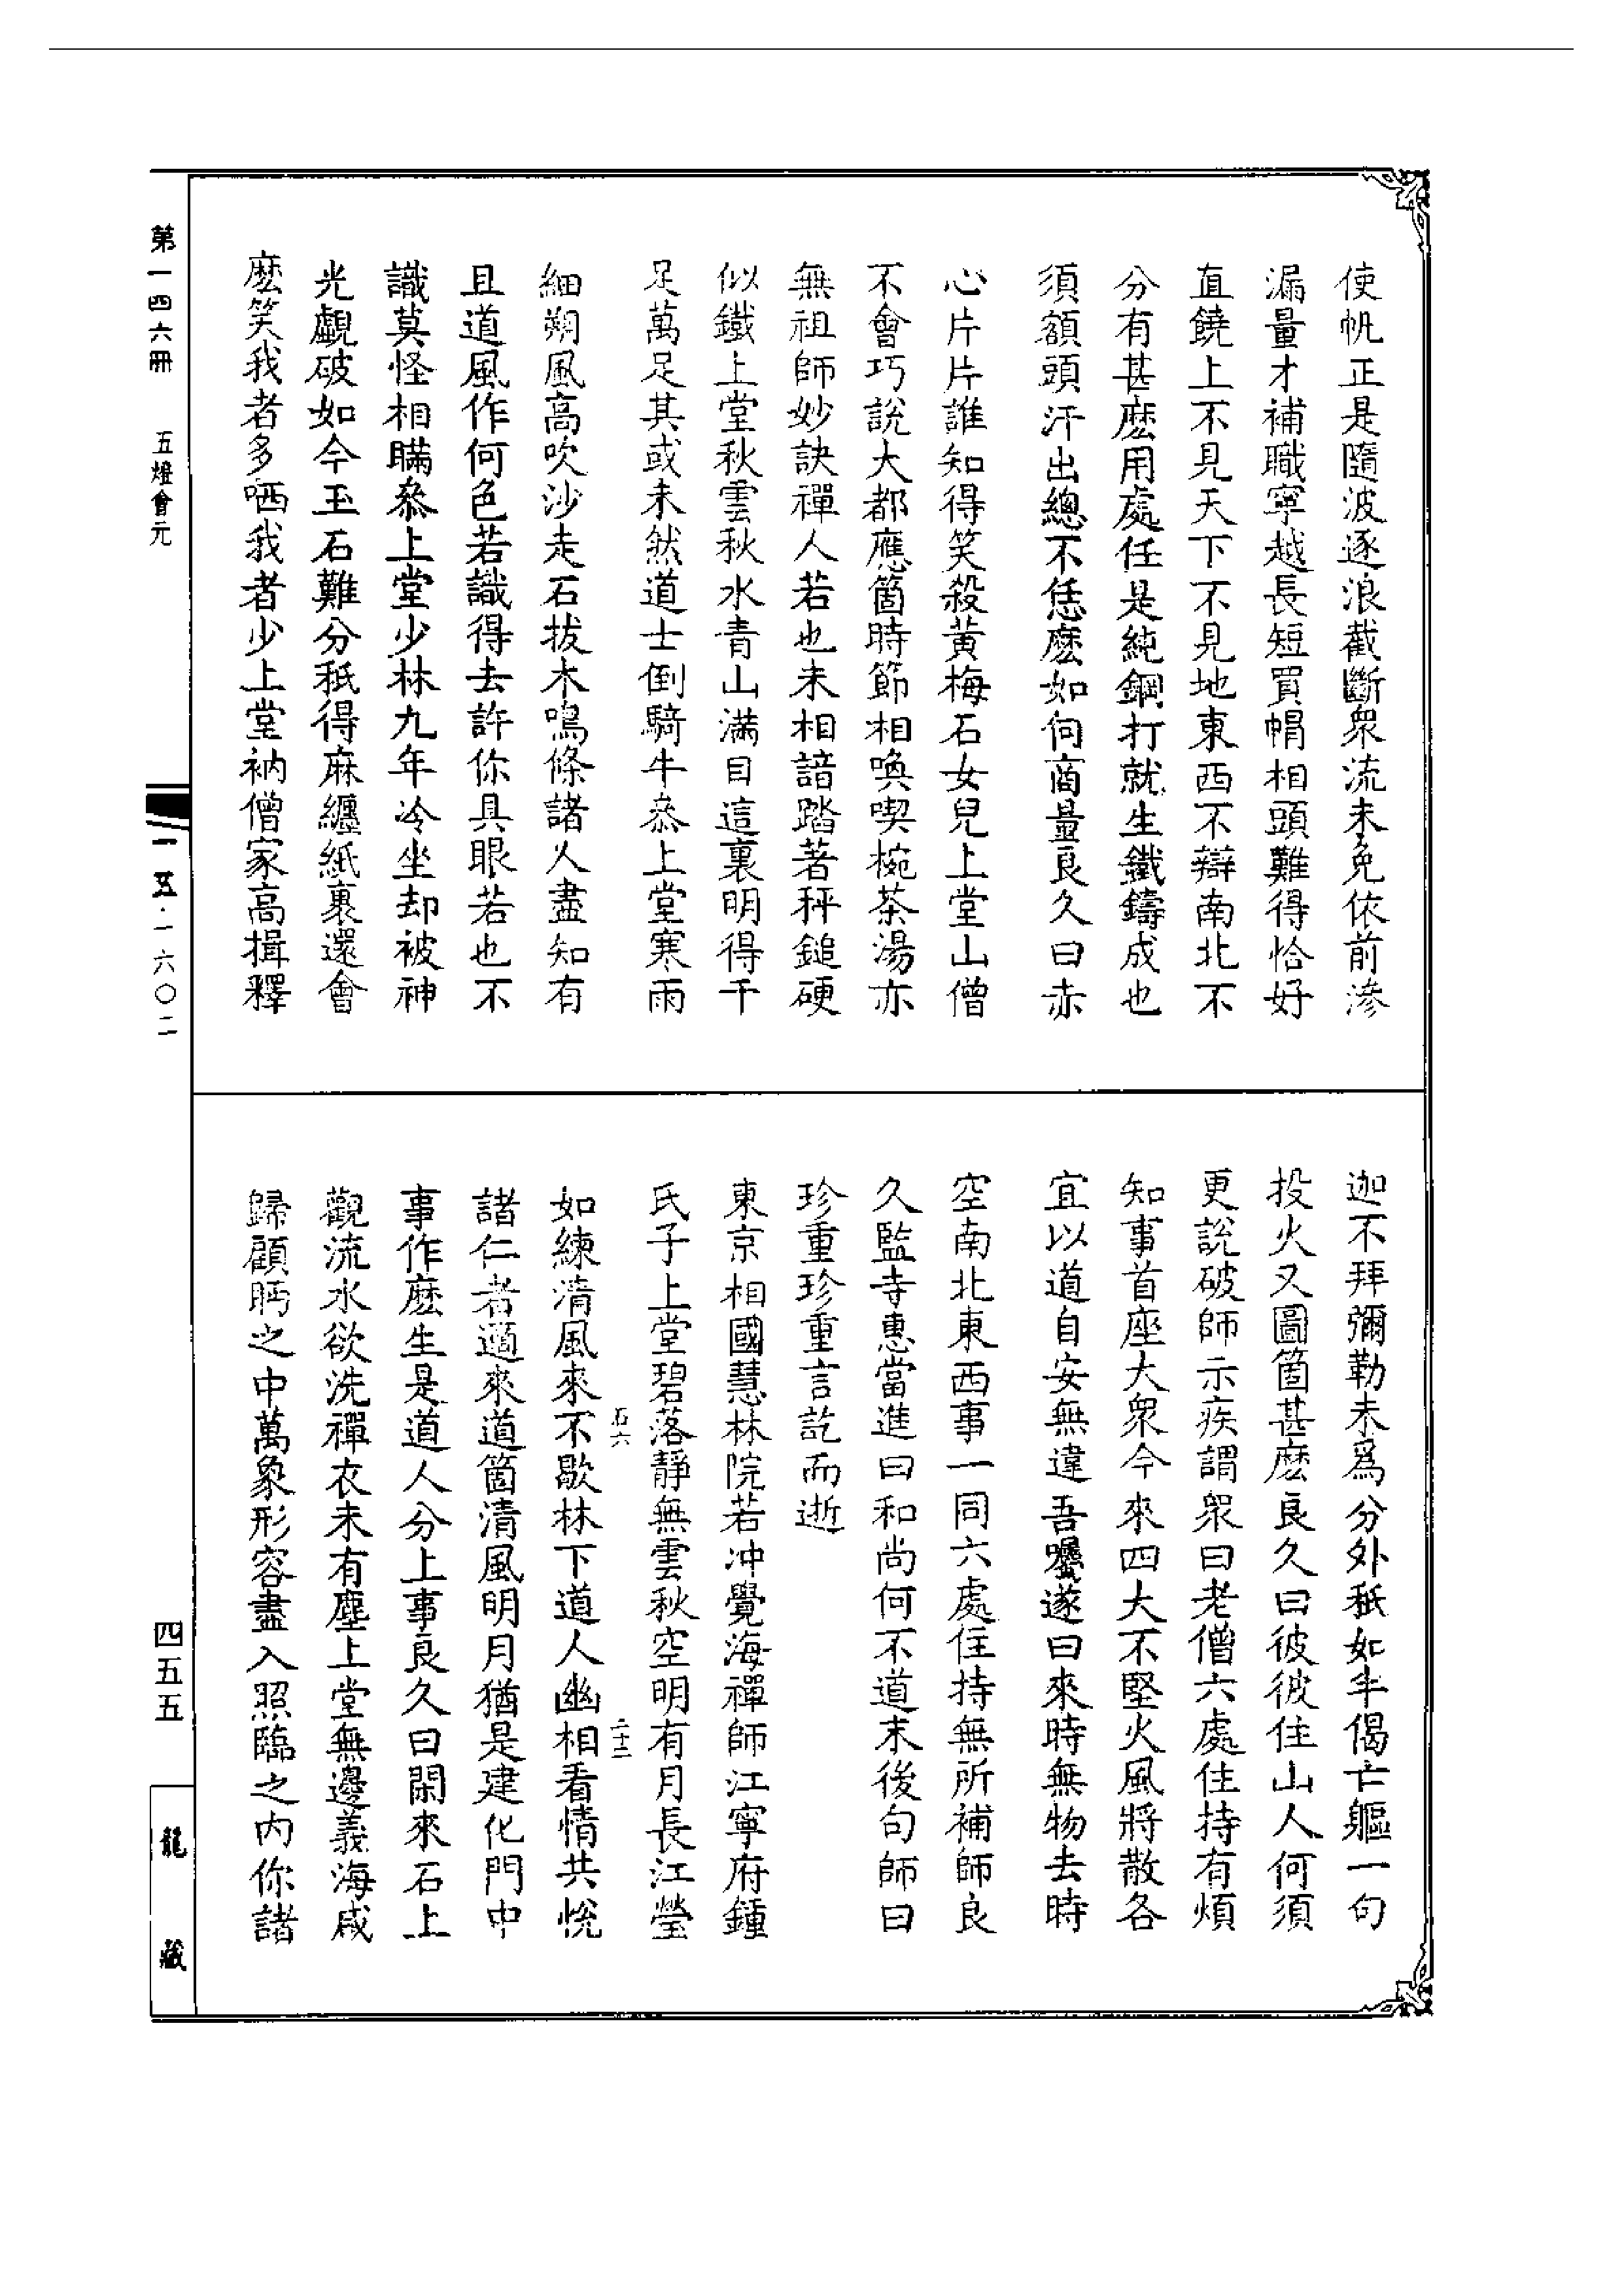 使帆正是隨波逐浪截斷眾流未免依前滲
漏量才補職寧越長短買帽相頭難得恰好
直饒上不見天下不見地東西不辯南北不
分有甚麽用處任是純鋼打就生鐵鑄成也
須額頭汗出總不恁麽如何商量良久曰赤
心片片誰知得笑殺黃梅石女兒上堂山僧
不會巧說大都應箇時節相喚喫椀茶湯亦
無祖師妙訣禪人若也未相諳踏著秤鎚硬
似鐵上堂秋雲秋水青山滿目這裏明得千
足萬足其或未然道士倒騎牛叅上堂寒雨
細朔風高吹沙走石拔木鳴條諸人盡知有
且道風作何色若識得去許你具眼若也不
識莫怪相瞞叅上堂少林九年冷坐却被神
光覷破如今玉石難分秖得麻纏紙裹還會
麽笑我者多哂我者少上堂衲僧家高揖釋
迦不拜彌勒未爲分外秖如半偈亡軀一句
投火又圖箇甚麽良久曰彼彼住山人何須
更說破師示疾謂眾曰老僧六處住持有煩
知事首座大眾今來四大不堅火風將散各
宜以道自安無違吾囑遂曰來時無物去時
空南北東西事一同六處住持無所補師良
久監寺惠當進曰和尚何不道末後句師曰
珍重珍重言訖而逝
東京相國慧林院若冲覺海禪師江寧府鍾
氏子上堂碧落靜無雲秋空明有月長江瑩
石六
二十三
如練清風來不歇林下道人幽相看情共悅
諸仁者適來道箇清風明月猶是建化門中
事作麽生是道人分上事良久曰閑來石上
觀流水欲洗禪衣未有塵上堂無邊義海咸
歸顧眄之中萬象形容盡入照臨之内你諸
第一四六冊
五燈會元
一五·一六〇二
四五五
龍藏